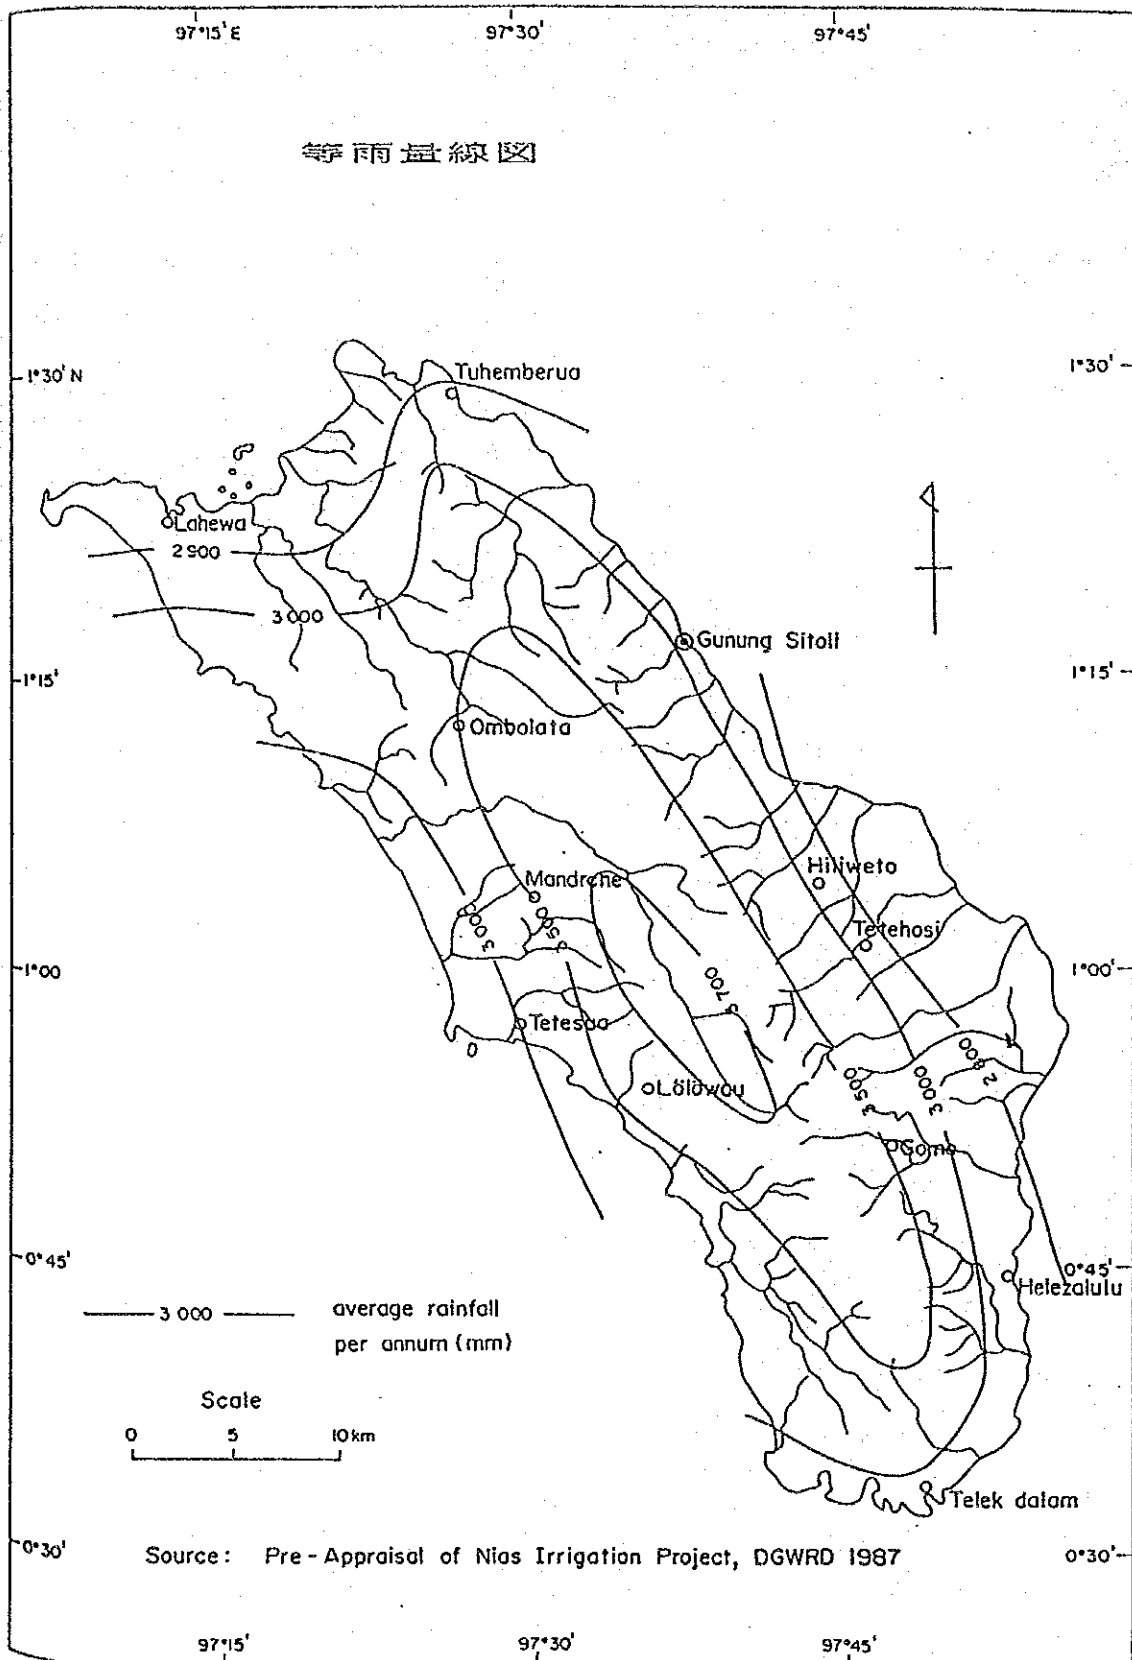 97°15' E
97°30'
97°45'
等雨量線図
1°30' N
Tuhemberua
1°30'
Lahewa
2900
3000
Gunung Sitoli
1°15'
1°15'
Ombolata
Hiliweto
Mandrehe
Tetehosi
3000
3500
1°00
1°00'
3700
Tetesua
2800
Lölöwau
3500
3000
Gomo
0°45'
0°45'
Helezalulu
3000
average rainfall
per annum (mm)
Scale
0 5 10km
Telek dalam
0°30'
Source: Pre-Appraisal of Nias Irrigation Project, DGWRD 1987
0°30'
97°15'
97°30'
97°45'